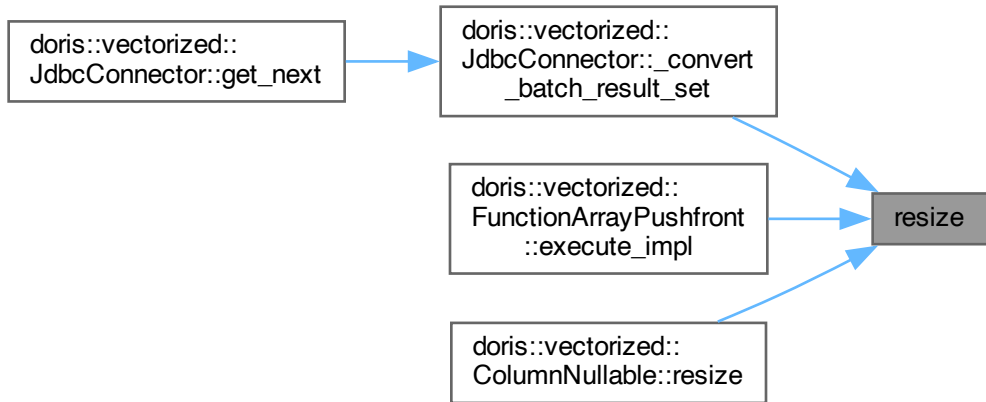 doris::vectorized::
JdbcConnector::get_next
doris::vectorized::
JdbcConnector::_convert
_batch_result_set
doris::vectorized::
FunctionArrayPushfront
::execute_impl
resize
doris::vectorized::
ColumnNullable::resize